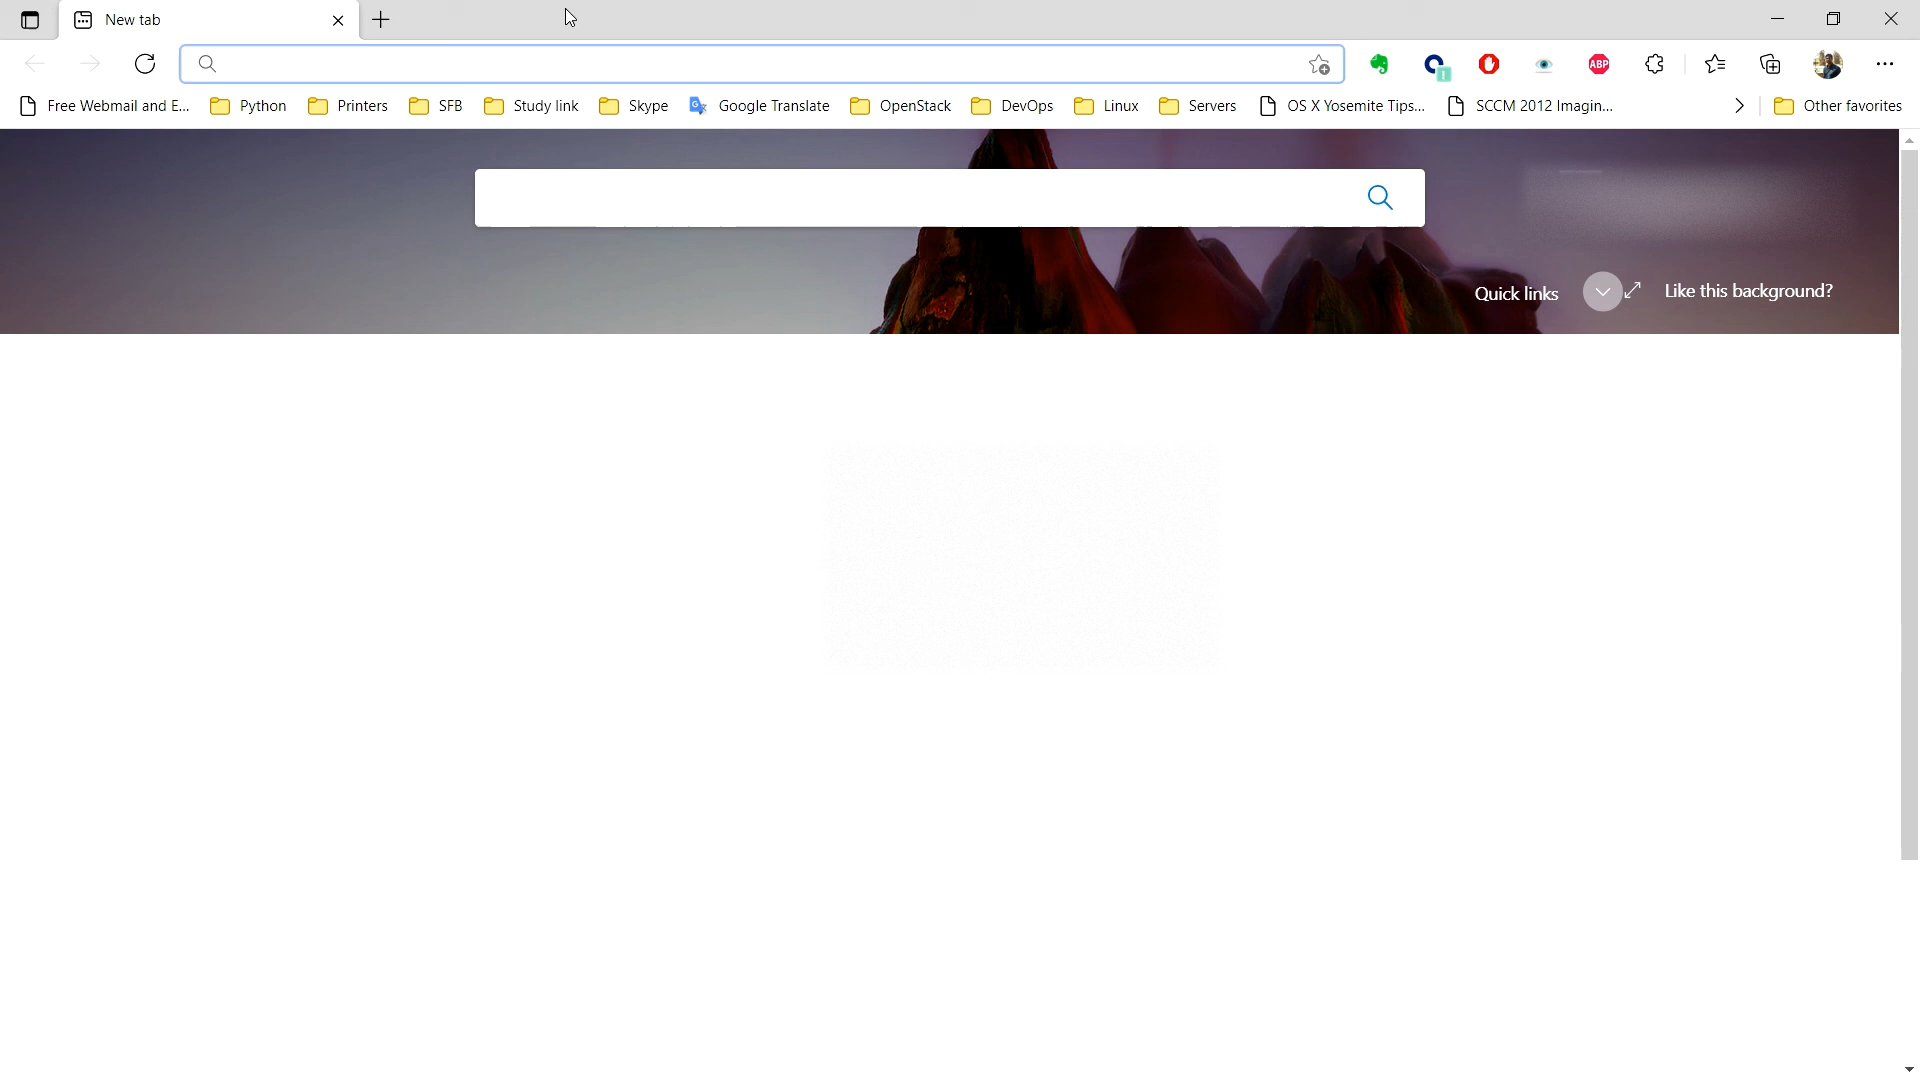 New tab
Free Webmail and E... Python Printers SFB Study link Skype Google Translate OpenStack DevOps Linux Servers OS X Yosemite Tips... SCCM 2012 Imagin... Other favorites
ABP
Quick links Like this background?